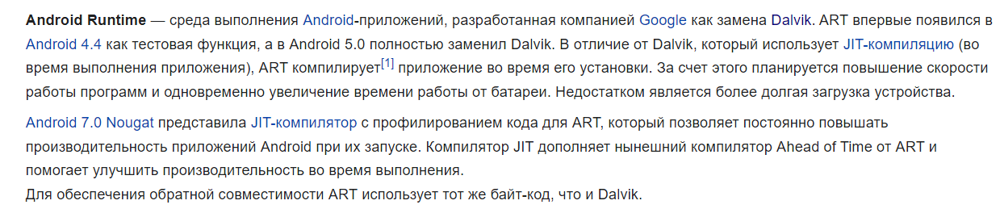 Android Runtime — среда выполнения Android-приложений, разработанная компанией Google как замена Dalvik. ART впервые появился в
Android 4.4 как тестовая функция, а в Android 5.0 полностью заменил Dalvik. В отличие от Dalvik, который использует JIT-компиляцию (во
время выполнения приложения), ART компилирует[1] приложение во время его установки. За счет этого планируется повышение скорости
работы программ и одновременно увеличение времени работы от батареи. Недостатком является более долгая загрузка устройства.
Android 7.0 Nougat представила JIT-компилятор с профилированием кода для ART, который позволяет постоянно повышать
производительность приложений Android при их запуске. Компилятор JIT дополняет нынешний компилятор Ahead of Time от ART и
помогает улучшить производительность во время выполнения.
Для обеспечения обратной совместимости ART использует тот же байт-код, что и Dalvik.